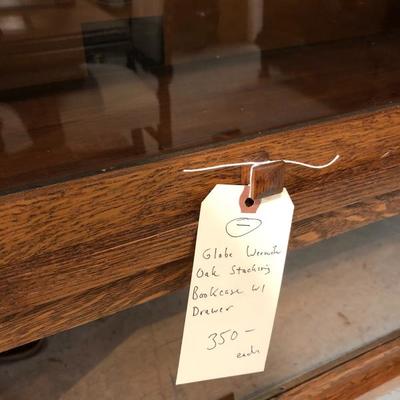 Globe Wernicke
Oak Stacking
Bookcase w/
Drawer
350 —
each